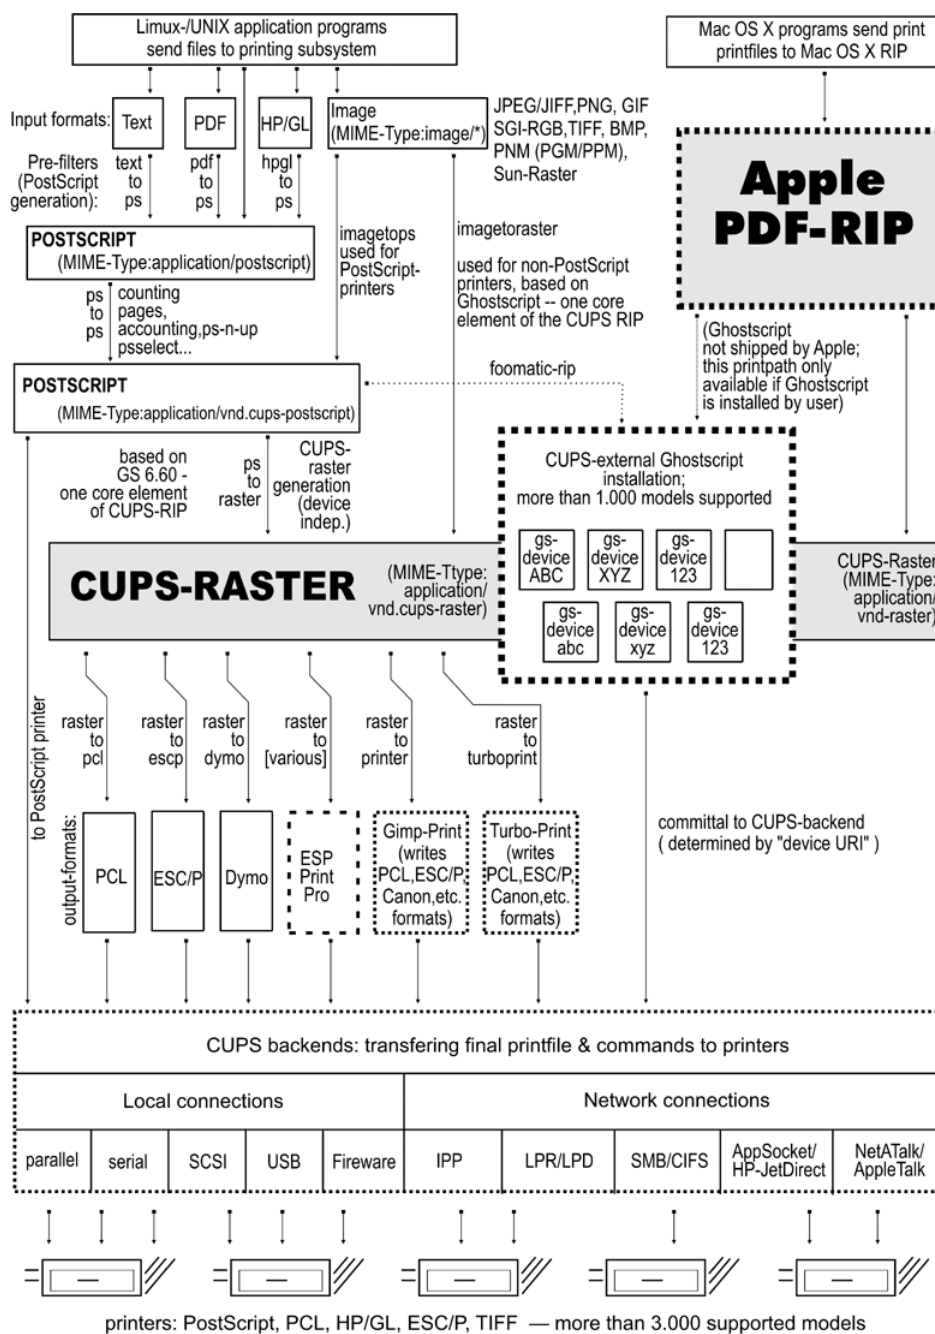 Limux-/UNIX application programs
send files to printing subsystem
Mac OS X programs send print
printfiles to Mac OS X RIP
Input formats:
Text
PDF
HP/GL
Image
(MIME-Type:image/*)
JPEG/JIFF,PNG, GIF
SGI-RGB,TIFF, BMP,
PNM (PGM/PPM),
Sun-Raster
Pre-filters
(PostScript
generation):
text
to
ps
pdf
to
ps
hpgl
to
ps
Apple
PDF-RIP
imagetops
used for
PostScript-
printers
imagetoraster
used for non-PostScript
printers, based on
Ghostscript -- one core
element of the CUPS RIP
POSTSCRIPT
(MIME-Type:application/postscript)
ps
to
ps
counting
pages,
accounting,ps-n-up
psselect...
(Ghostscript
not shipped by Apple;
this printpath only
available if Ghostscript
is installed by user)
foomatic-rip
POSTSCRIPT
(MIME-Type:application/vnd.cups-postscript)
based on
GS 6.60 -
one core element
of CUPS-RIP
ps
to
raster
CUPS-
raster
generation
(device
indep.)
CUPS-external Ghostscript
installation;
more than 1.000 models supported
gs-
device
ABC
gs-
device
XYZ
gs-
device
123
gs-
device
abc
gs-
device
xyz
gs-
device
123
CUPS-RASTER
(MIME-Ttype:
application/
vnd.cups-raster)
CUPS-Raster
(MIME-Type:
application/
vnd-raster)
to PostScript printer
raster
to
pcl
raster
to
escp
raster
to
dymo
raster
to
[various]
raster
to
printer
raster
to
turboprint
output-formats:
PCL
ESC/P
Dymo
ESP
Print
Pro
Gimp-Print
(writes
PCL,ESC/P,
Canon,etc.
formats)
Turbo-Print
(writes
PCL,ESC/P,
Canon,etc.
formats)
committal to CUPS-backend
( determined by "device URI" )
CUPS backends: transfering final printfile & commands to printers
Local connections
Network connections
parallel
serial
SCSI
USB
Fireware
IPP
LPR/LPD
SMB/CIFS
AppSocket/
HP-JetDirect
NetATalk/
AppleTalk
printers: PostScript, PCL, HP/GL, ESC/P, TIFF — more than 3.000 supported models